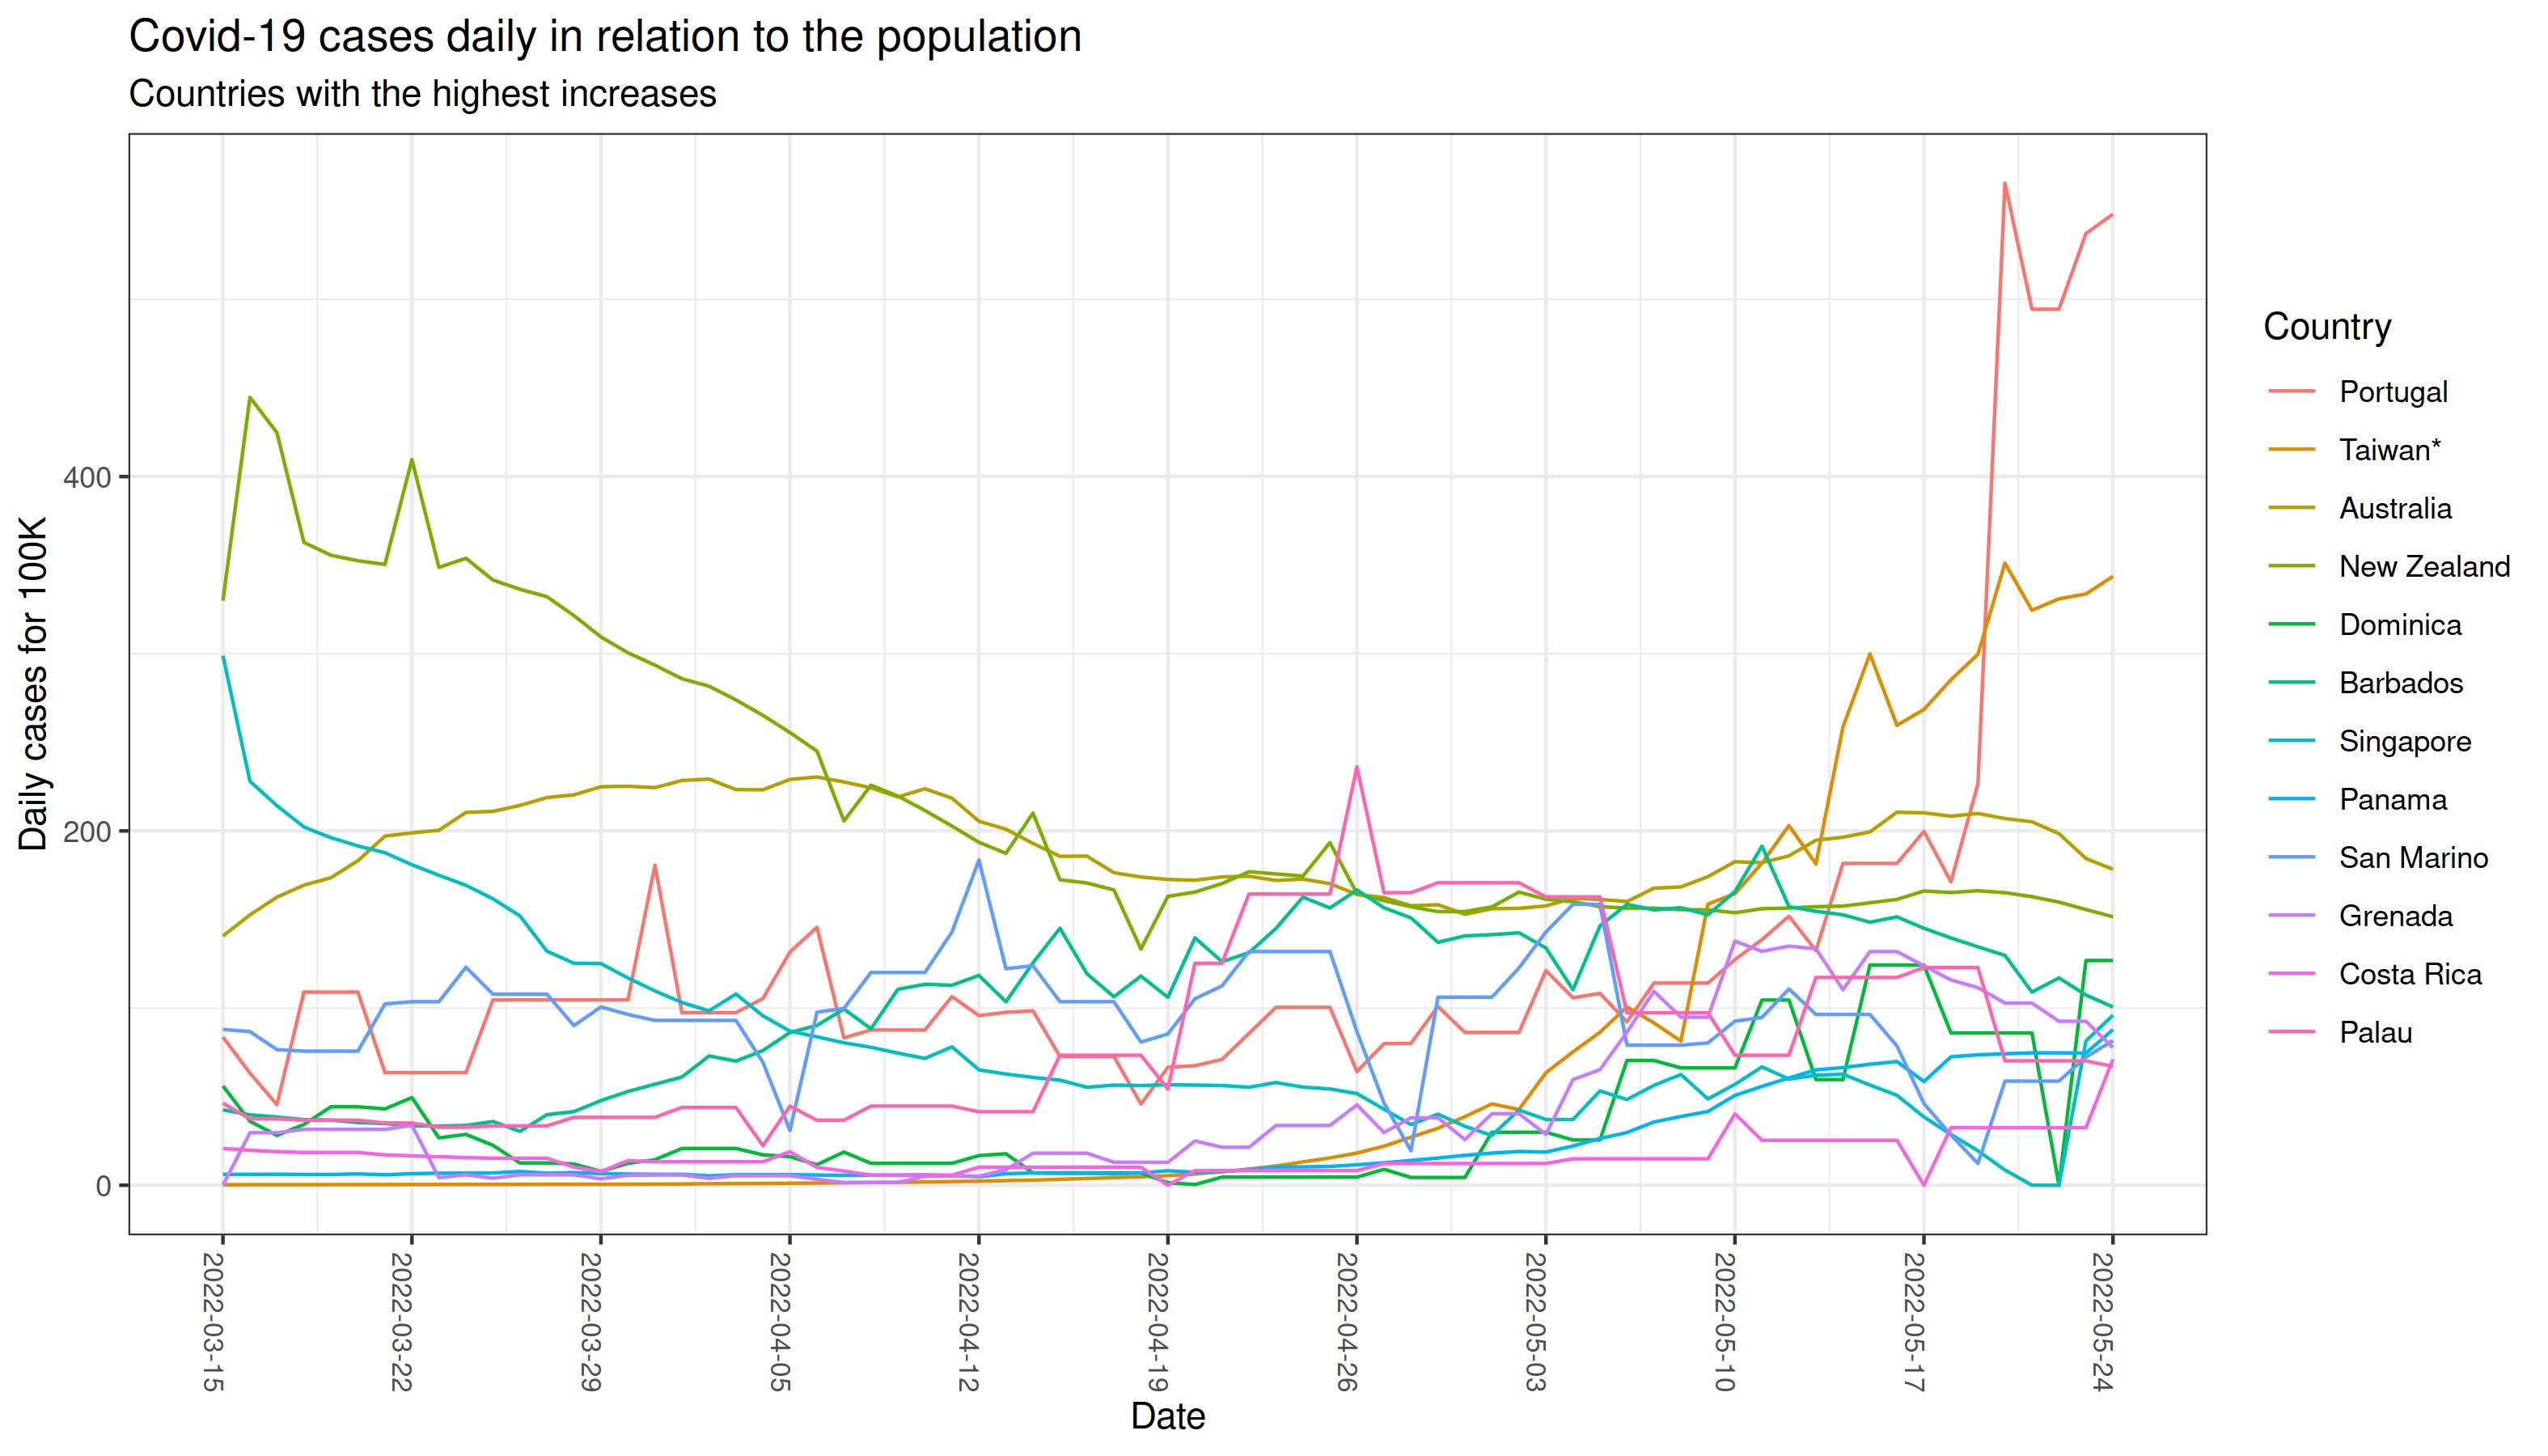 Covid-19 cases daily in relation to the population
Countries with the highest increases
Daily cases for 100K
400
200
0
2022-03-15
2022-03-22
2022-03-29
2022-04-05
2022-04-12
2022-04-19
2022-04-26
2022-05-03
2022-05-10
2022-05-17
2022-05-24
Date
Country
Portugal
Taiwan*
Australia
New Zealand
Dominica
Barbados
Singapore
Panama
San Marino
Grenada
Costa Rica
Palau